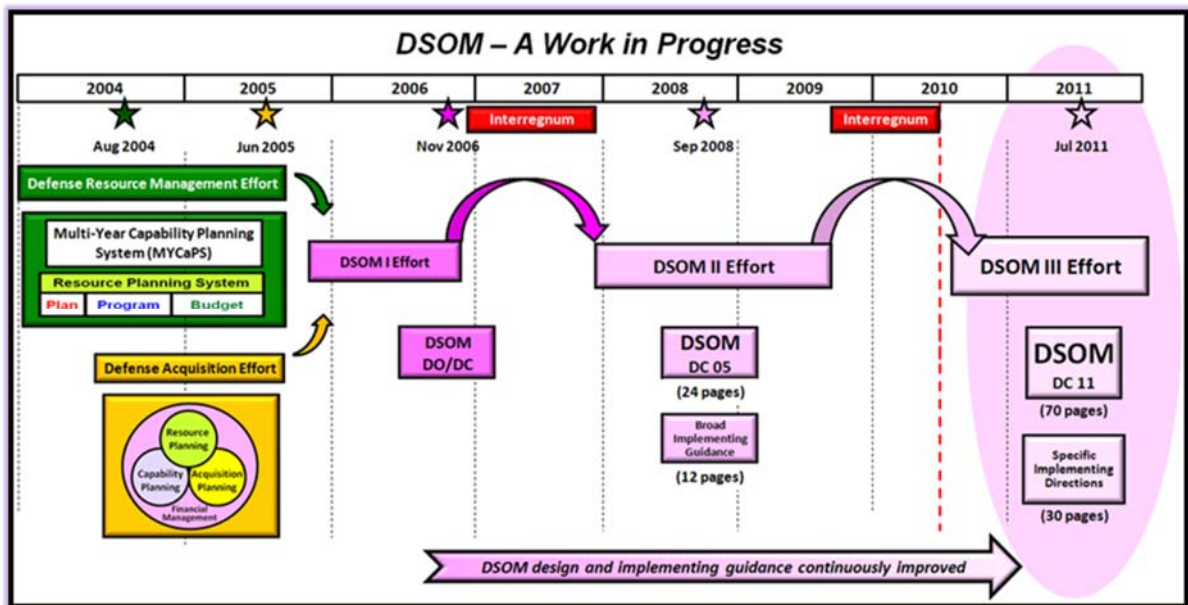 DSOM – A Work in Progress
2004 2005 2006 2007 2008 2009 2010 2011
Interregnum
Interregnum
Aug 2004
Jun 2005
Nov 2006
Sep 2008
Jul 2011
Defense Resource Management Effort
Multi-Year Capability Planning
System (MYCaPS)
Resource Planning System
Plan Program Budget
DSOM I Effort
DSOM II Effort
DSOM III Effort
Defense Acquisition Effort
Resource
Planning
Capability
Planning
Acquisition
Planning
Financial
Management
DSOM
DO/DC
DSOM
DC 05
(24 pages)
Broad
Implementing
Guidance
(12 pages)
DSOM
DC 11
(70 pages)
Specific
Implementing
Directions
(30 pages)
DSOM design and implementing guidance continuously improved